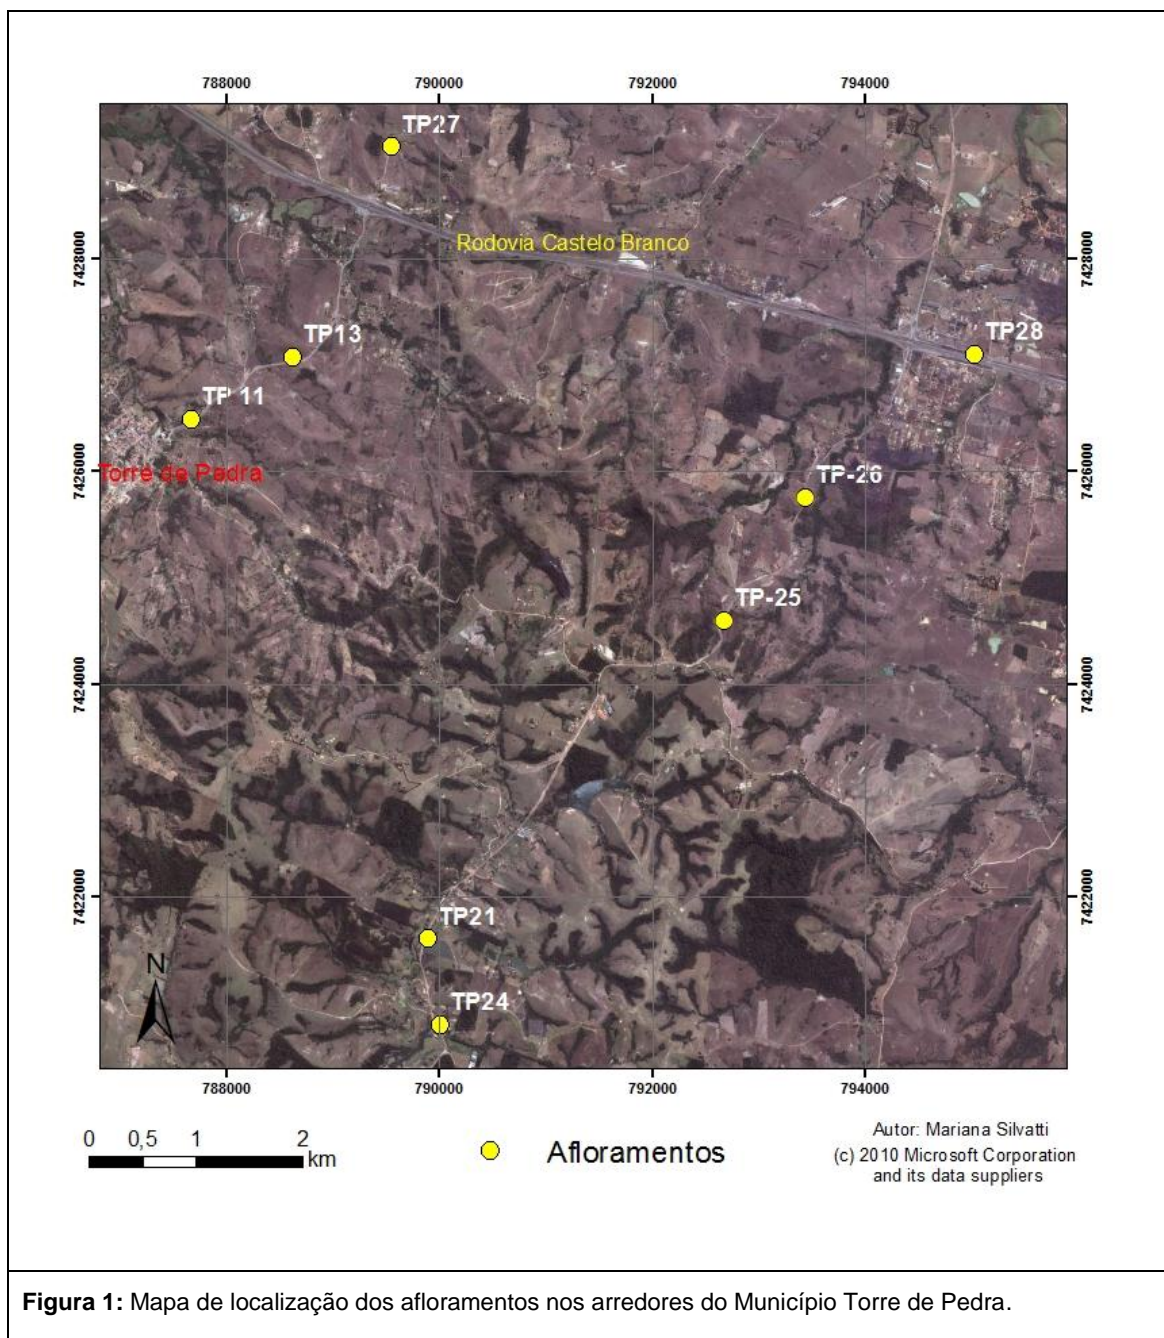 788000 790000 792000 794000
TP27
Rodovia Castelo Branco
7428000 7428000
TP13
TP28
TP 11
Torre de Pedra
7426000 7426000
TP-26
TP-25
7424000 7424000
7422000 7422000
TP21
N
TP24
788000 790000 792000 794000
0 0,5 1 2
km
Afloramentos
Autor: Mariana Silvatti
(c) 2010 Microsoft Corporation
and its data suppliers
Figura 1: Mapa de localização dos afloramentos nos arredores do Município Torre de Pedra.